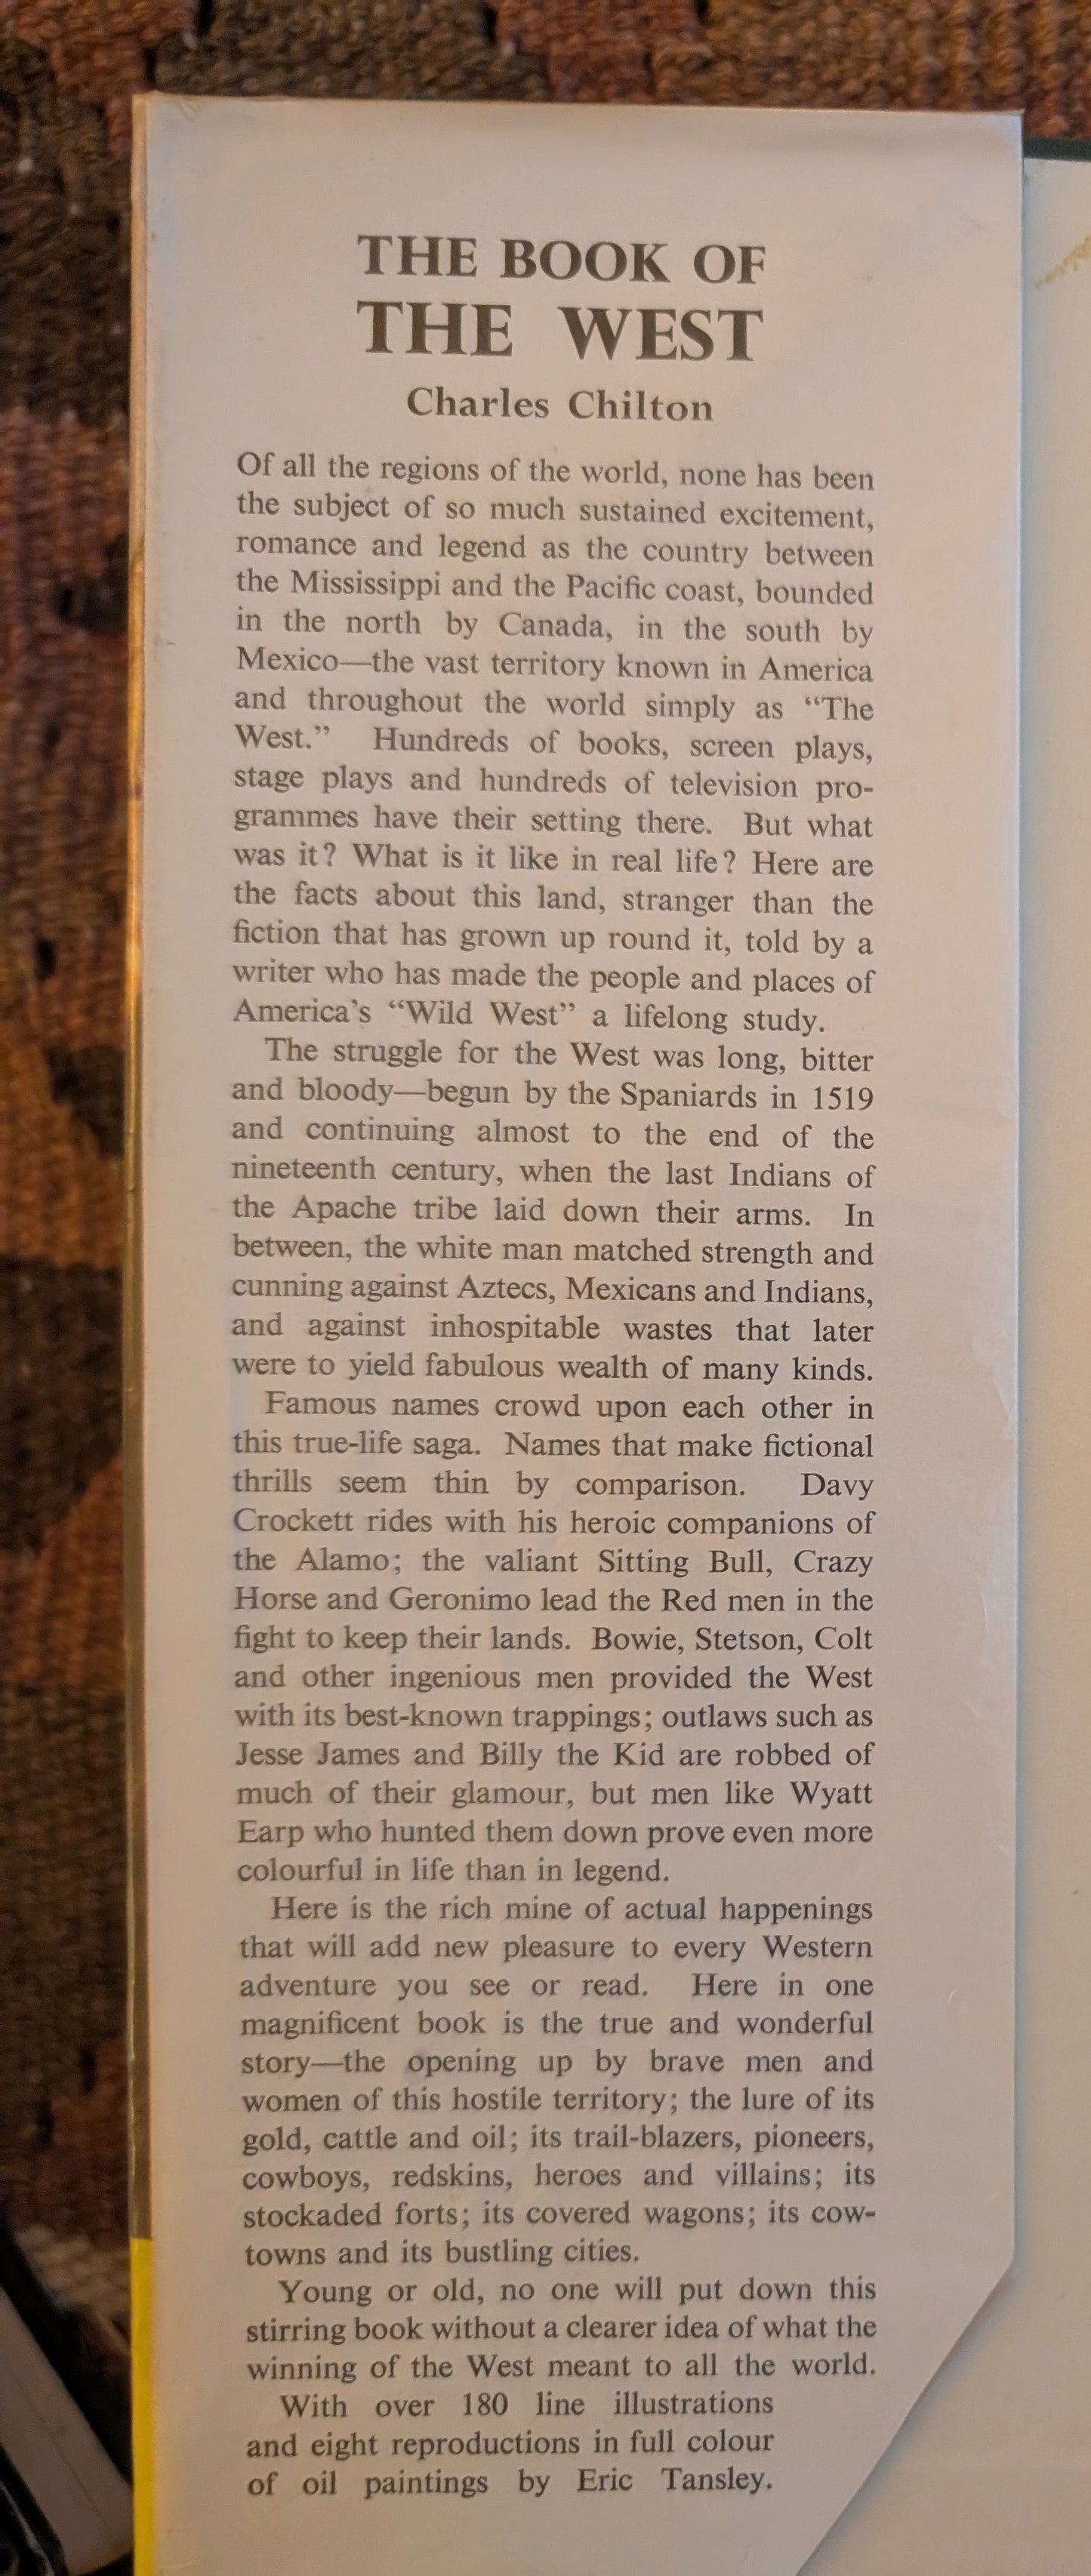 THE BOOK OF
THE WEST
Charles Chilton
Of all the regions of the world, none has been
the subject of so much sustained excitement,
romance and legend as the country between
the Mississippi and the Pacific coast, bounded
in the north by Canada, in the south by
Mexico—the vast territory known in America
and throughout the world simply as “The
West.” Hundreds of books, screen plays,
stage plays and hundreds of television pro-
grammes have their setting there. But what
was it? What is it like in real life? Here are
the facts about this land, stranger than the
fiction that has grown up round it, told by a
writer who has made the people and places of
America’s “Wild West” a lifelong study.
The struggle for the West was long, bitter
and bloody—begun by the Spaniards in 1519
and continuing almost to the end of the
nineteenth century, when the last Indians of
the Apache tribe laid down their arms. In
between, the white man matched strength and
cunning against Aztecs, Mexicans and Indians,
and against inhospitable wastes that later
were to yield fabulous wealth of many kinds.
Famous names crowd upon each other in
this true-life saga. Names that make fictional
thrills seem thin by comparison. Davy
Crockett rides with his heroic companions of
the Alamo; the valiant Sitting Bull, Crazy
Horse and Geronimo lead the Red men in the
fight to keep their lands. Bowie, Stetson, Colt
and other ingenious men provided the West
with its best-known trappings; outlaws such as
Jesse James and Billy the Kid are robbed of
much of their glamour, but men like Wyatt
Earp who hunted them down prove even more
colourful in life than in legend.
Here is the rich mine of actual happenings
that will add new pleasure to every Western
adventure you see or read. Here in one
magnificent book is the true and wonderful
story—the opening up by brave men and
women of this hostile territory; the lure of its
gold, cattle and oil; its trail-blazers, pioneers,
cowboys, redskins, heroes and villains; its
stockaded forts; its covered wagons; its cow-
towns and its bustling cities.
Young or old, no one will put down this
stirring book without a clearer idea of what the
winning of the West meant to all the world.
With over 180 line illustrations
and eight reproductions in full colour
of oil paintings by Eric Tansley.